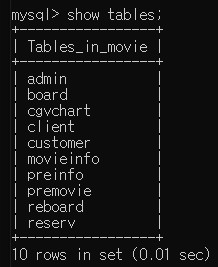 mysql> show tables;
+-----------------+
| Tables_in_movie |
+-----------------+
| admin           |
| board           |
| cgvchart        |
| client          |
| customer        |
| movieinfo       |
| preinfo         |
| premovie        |
| reboard         |
| reserv          |
+-----------------+
10 rows in set (0.01 sec)